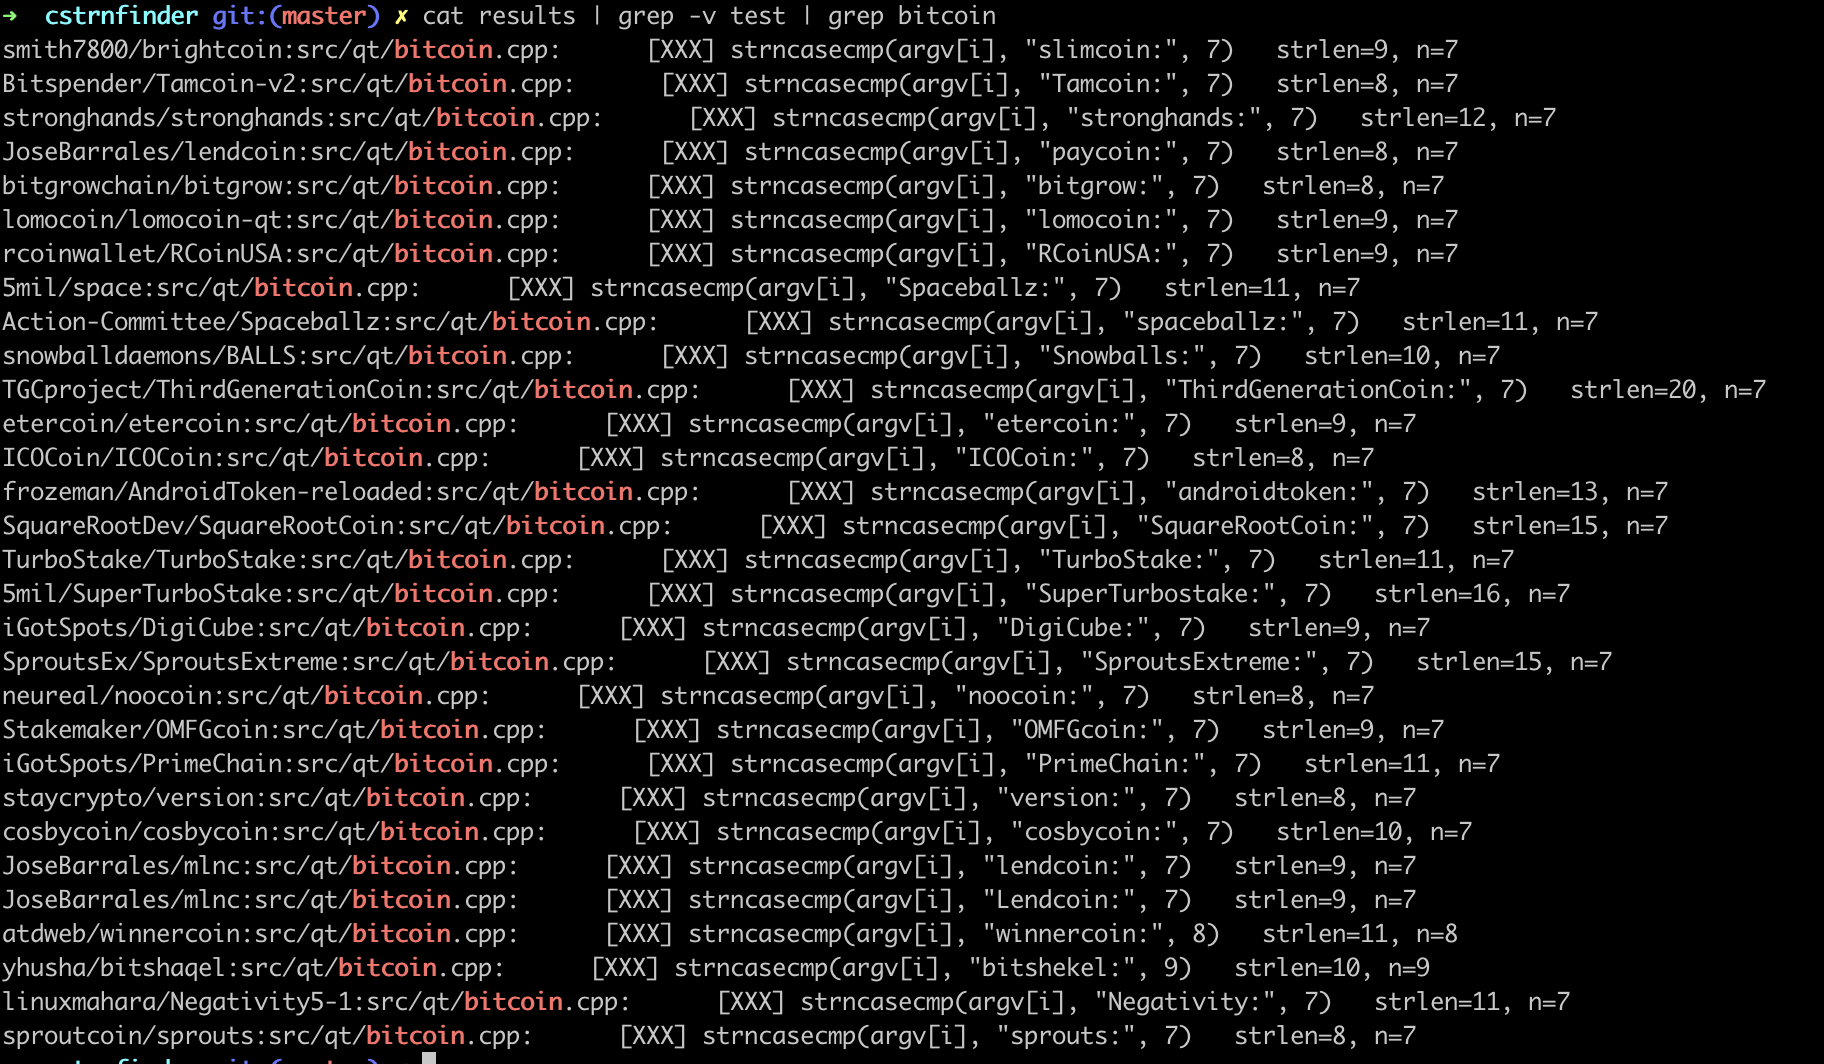 → cstrnfinder git:(master) ✗ cat results | grep -v test | grep bitcoin
smith7800/brightcoin:src/qt/bitcoin.cpp: [XXX] strncasecmp(argv[i], "slimcoin:", 7) strlen=9, n=7
Bitspender/Tamcoin-v2:src/qt/bitcoin.cpp: [XXX] strncasecmp(argv[i], "Tamcoin:", 7) strlen=8, n=7
stronghands/stronghands:src/qt/bitcoin.cpp: [XXX] strncasecmp(argv[i], "stronghands:", 7) strlen=12, n=7
JoseBarrales/lendcoin:src/qt/bitcoin.cpp: [XXX] strncasecmp(argv[i], "paycoin:", 7) strlen=8, n=7
bitgrowchain/bitgrow:src/qt/bitcoin.cpp: [XXX] strncasecmp(argv[i], "bitgrow:", 7) strlen=8, n=7
lomocoin/lomocoin-qt:src/qt/bitcoin.cpp: [XXX] strncasecmp(argv[i], "lomocoin:", 7) strlen=9, n=7
rcoinwallet/RCoinUSA:src/qt/bitcoin.cpp: [XXX] strncasecmp(argv[i], "RCoinUSA:", 7) strlen=9, n=7
5mil/space:src/qt/bitcoin.cpp: [XXX] strncasecmp(argv[i], "Spaceballz:", 7) strlen=11, n=7
Action-Committee/Spaceballz:src/qt/bitcoin.cpp: [XXX] strncasecmp(argv[i], "spaceballz:", 7) strlen=11, n=7
snowballdaemons/BALLS:src/qt/bitcoin.cpp: [XXX] strncasecmp(argv[i], "Snowballs:", 7) strlen=10, n=7
TGCproject/ThirdGenerationCoin:src/qt/bitcoin.cpp: [XXX] strncasecmp(argv[i], "ThirdGenerationCoin:", 7) strlen=20, n=7
etercoin/etercoin:src/qt/bitcoin.cpp: [XXX] strncasecmp(argv[i], "etercoin:", 7) strlen=9, n=7
ICOCoin/ICOCoin:src/qt/bitcoin.cpp: [XXX] strncasecmp(argv[i], "ICOCoin:", 7) strlen=8, n=7
frozeman/AndroidToken-reloaded:src/qt/bitcoin.cpp: [XXX] strncasecmp(argv[i], "androidtoken:", 7) strlen=13, n=7
SquareRootDev/SquareRootCoin:src/qt/bitcoin.cpp: [XXX] strncasecmp(argv[i], "SquareRootCoin:", 7) strlen=15, n=7
TurboStake/TurboStake:src/qt/bitcoin.cpp: [XXX] strncasecmp(argv[i], "TurboStake:", 7) strlen=11, n=7
5mil/SuperTurboStake:src/qt/bitcoin.cpp: [XXX] strncasecmp(argv[i], "SuperTurbostake:", 7) strlen=16, n=7
iGotSpots/DigiCube:src/qt/bitcoin.cpp: [XXX] strncasecmp(argv[i], "DigiCube:", 7) strlen=9, n=7
SproutsEx/SproutsExtreme:src/qt/bitcoin.cpp: [XXX] strncasecmp(argv[i], "SproutsExtreme:", 7) strlen=15, n=7
neureal/noocoin:src/qt/bitcoin.cpp: [XXX] strncasecmp(argv[i], "noocoin:", 7) strlen=8, n=7
Stakemaker/OMFGcoin:src/qt/bitcoin.cpp: [XXX] strncasecmp(argv[i], "OMFGcoin:", 7) strlen=9, n=7
iGotSpots/PrimeChain:src/qt/bitcoin.cpp: [XXX] strncasecmp(argv[i], "PrimeChain:", 7) strlen=11, n=7
staycrypto/version:src/qt/bitcoin.cpp: [XXX] strncasecmp(argv[i], "version:", 7) strlen=8, n=7
cosbycoin/cosbycoin:src/qt/bitcoin.cpp: [XXX] strncasecmp(argv[i], "cosbycoin:", 7) strlen=10, n=7
JoseBarrales/mlnc:src/qt/bitcoin.cpp: [XXX] strncasecmp(argv[i], "lendcoin:", 7) strlen=9, n=7
JoseBarrales/mlnc:src/qt/bitcoin.cpp: [XXX] strncasecmp(argv[i], "Lendcoin:", 7) strlen=9, n=7
atdweb/winnercoin:src/qt/bitcoin.cpp: [XXX] strncasecmp(argv[i], "winnercoin:", 8) strlen=11, n=8
yhusha/bitshaqel:src/qt/bitcoin.cpp: [XXX] strncasecmp(argv[i], "bitshekel:", 9) strlen=10, n=9
linuxmahara/Negativity5-1:src/qt/bitcoin.cpp: [XXX] strncasecmp(argv[i], "Negativity:", 7) strlen=11, n=7
sproutcoin/sprouts:src/qt/bitcoin.cpp: [XXX] strncasecmp(argv[i], "sprouts:", 7) strlen=8, n=7